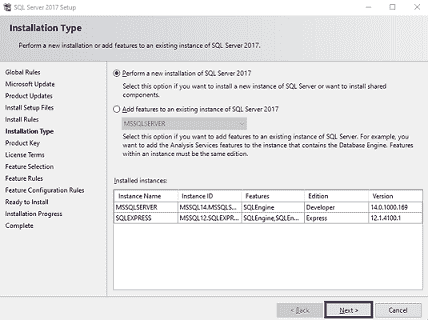 SQL Server 2017 Setup
Installation Type
Perform a new installation or add features to an existing instance of SQL Server 2017.
Global Rules
Microsoft Update
Product Updates
Install Setup Files
Install Rules
Installation Type
Product Key
License Terms
Feature Selection
Feature Rules
Feature Configuration Rules
Ready to Install
Installation Progress
Complete
Perform a new installation of SQL Server 2017
Select this option if you want to install a new instance of SQL Server or want to install shared
components.
Add features to an existing instance of SQL Server 2017
MSSQLSERVER
Select this option if you want to add features to an existing instance of SQL Server. For example, you
want to add the Analysis Services features to the instance that contains the Database Engine. Features
within an instance must be the same edition.
Installed instances:
Instance Name Instance ID Features Edition Version
MSSQLSERVER MSSQL14.MSSQLS... SQLEngine Developer 14.0.1000.169
SQLEXPRESS MSSQL12.SQLEXPR... SQLEngine,SQLEn... Express 12.1.4100.1
< Back Next > Cancel